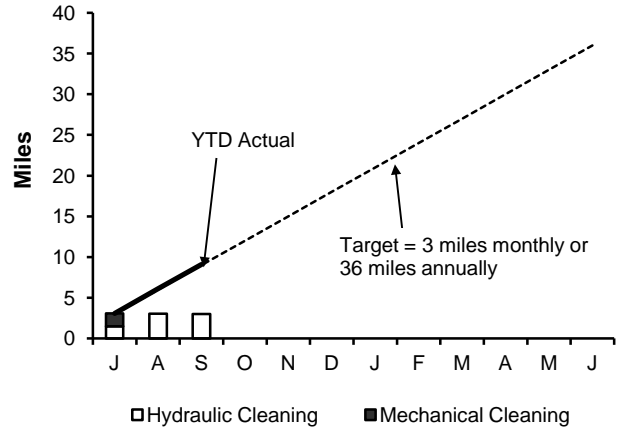 40
35
30
25
20
15
10
5
0
Miles
YTD Actual
Target = 3 miles monthly or
36 miles annually
J A S O N D J F M A M J
Hydraulic Cleaning Mechanical Cleaning